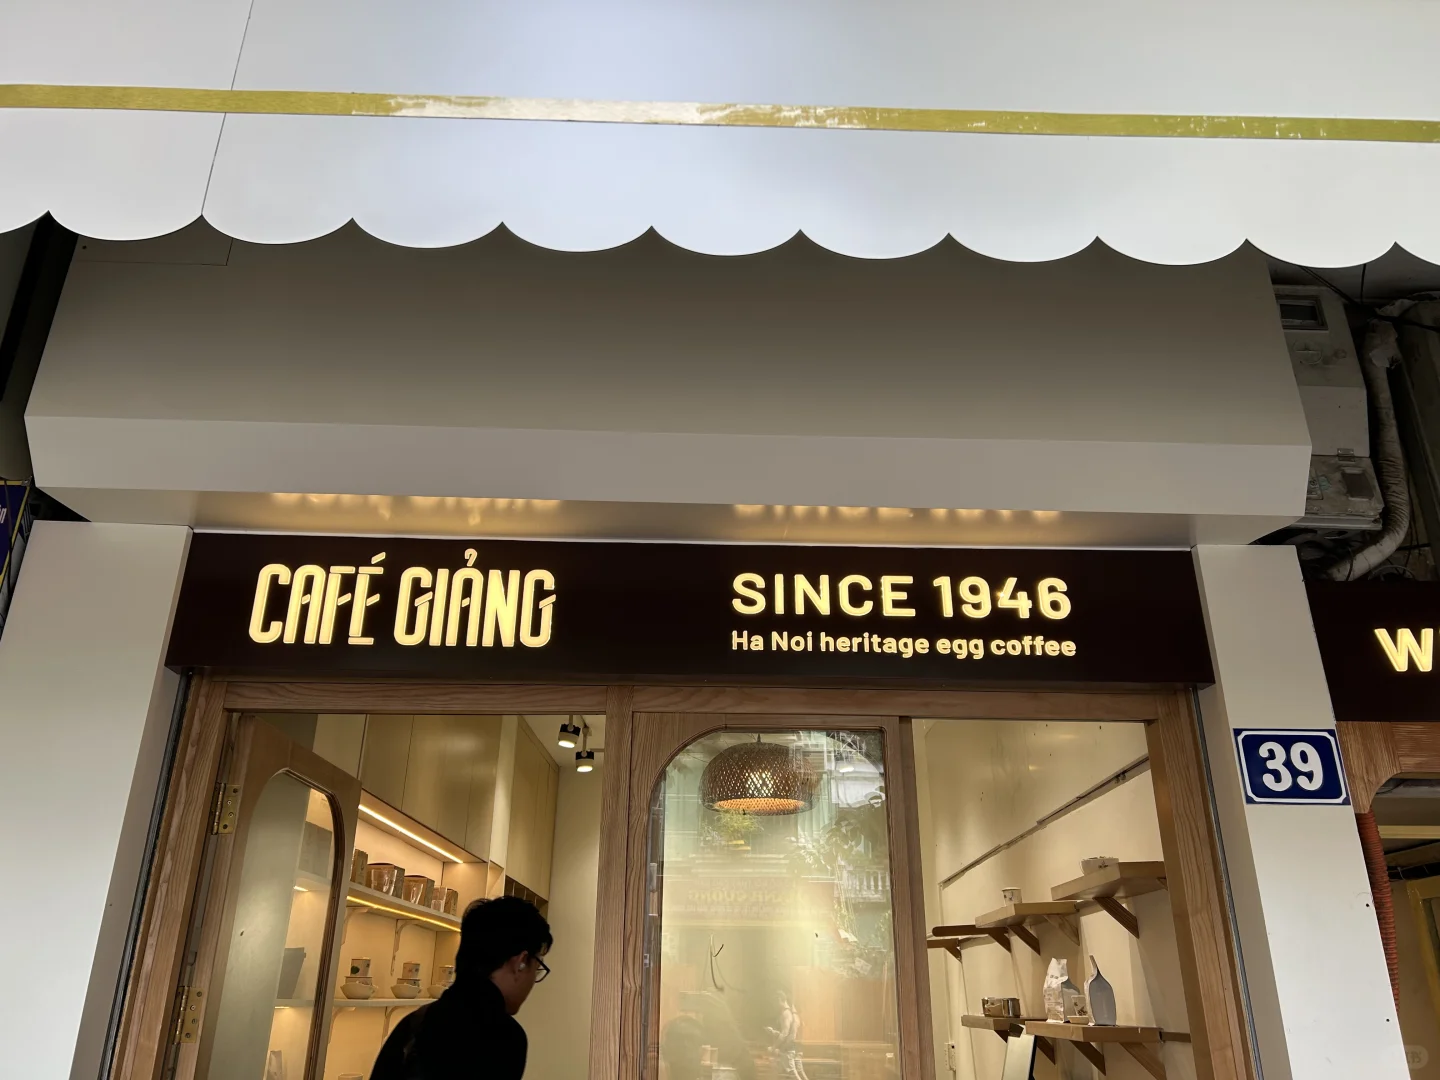 CAFÉ GIẢNG
SINCE 1946
Ha Noi heritage egg coffee
39